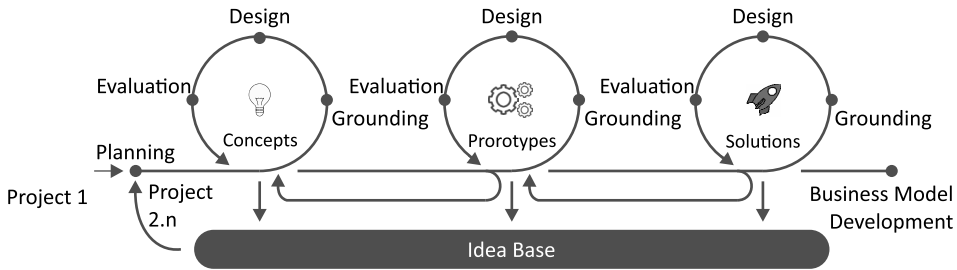 Design
Design
Design
Evaluation
Evaluation
Evaluation
Grounding
Grounding
Grounding
Concepts
Prorotypes
Solutions
Planning
Project 1
Project
2.n
Business Model
Development
Idea Base